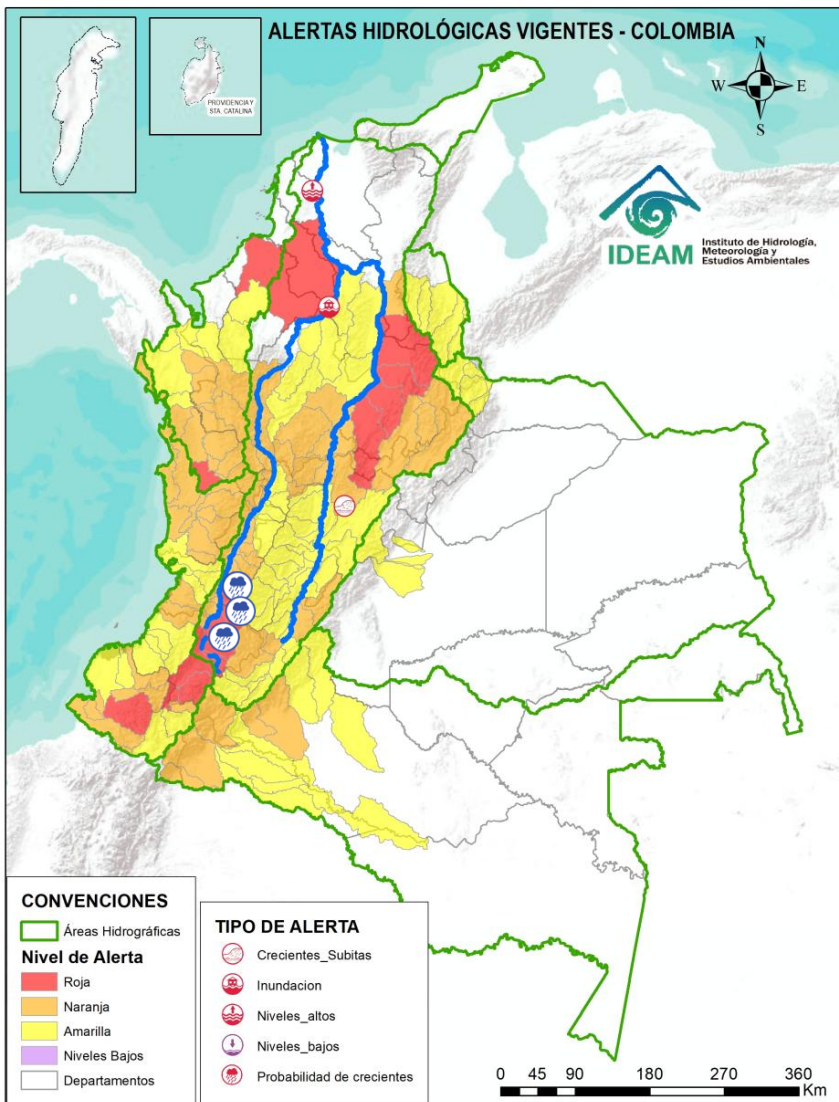 ALERTAS HIDROLÓGICAS VIGENTES - COLOMBIA
PROVIDENCIA Y
STA. CATALINA
N
W
E
S
IDEAM
Instituto de Hidrología,
Meteorología y
Estudios Ambientales
CONVENCIONES
Áreas Hidrográficas
Nivel de Alerta
Roja
Naranja
Amarilla
Niveles Bajos
Departamentos
TIPO DE ALERTA
Crecientes_Subitas
Inundacion
Niveles_altos
Niveles_bajos
Probabilidad de crecientes
0 45 90 180 270 360
Km